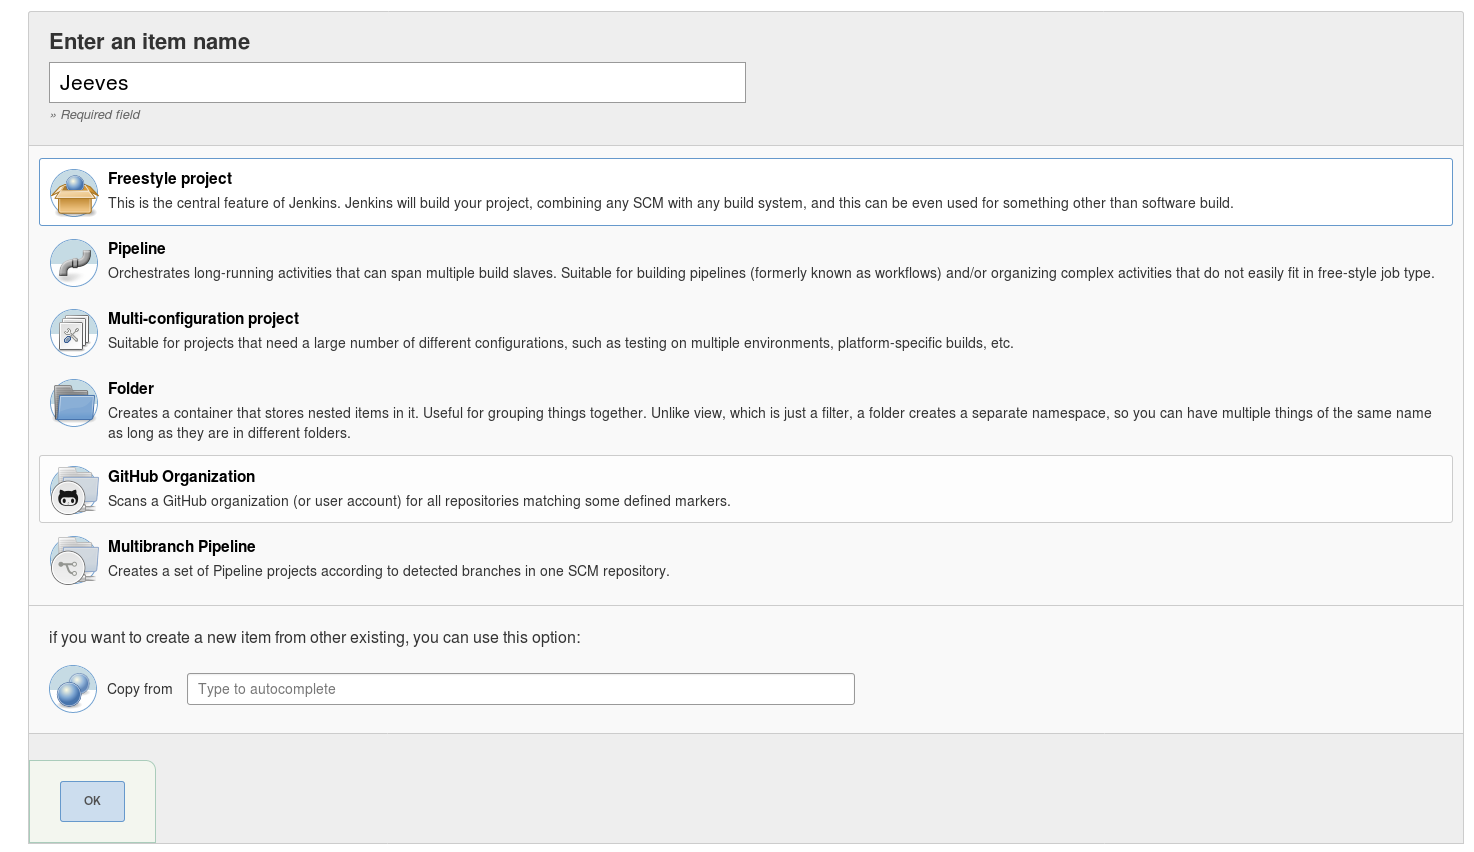 Enter an item name
Jeeves
» Required field
Freestyle project
This is the central feature of Jenkins. Jenkins will build your project, combining any SCM with any build system, and this can be even used for something other than software build.
Pipeline
Orchestrates long-running activities that can span multiple build slaves. Suitable for building pipelines (formerly known as workflows) and/or organizing complex activities that do not easily fit in free-style job type.
Multi-configuration project
Suitable for projects that need a large number of different configurations, such as testing on multiple environments, platform-specific builds, etc.
Folder
Creates a container that stores nested items in it. Useful for grouping things together. Unlike view, which is just a filter, a folder creates a separate namespace, so you can have multiple things of the same name
as long as they are in different folders.
GitHub Organization
Scans a GitHub organization (or user account) for all repositories matching some defined markers.
Multibranch Pipeline
Creates a set of Pipeline projects according to detected branches in one SCM repository.
if you want to create a new item from other existing, you can use this option:
Copy from Type to autocomplete
OK